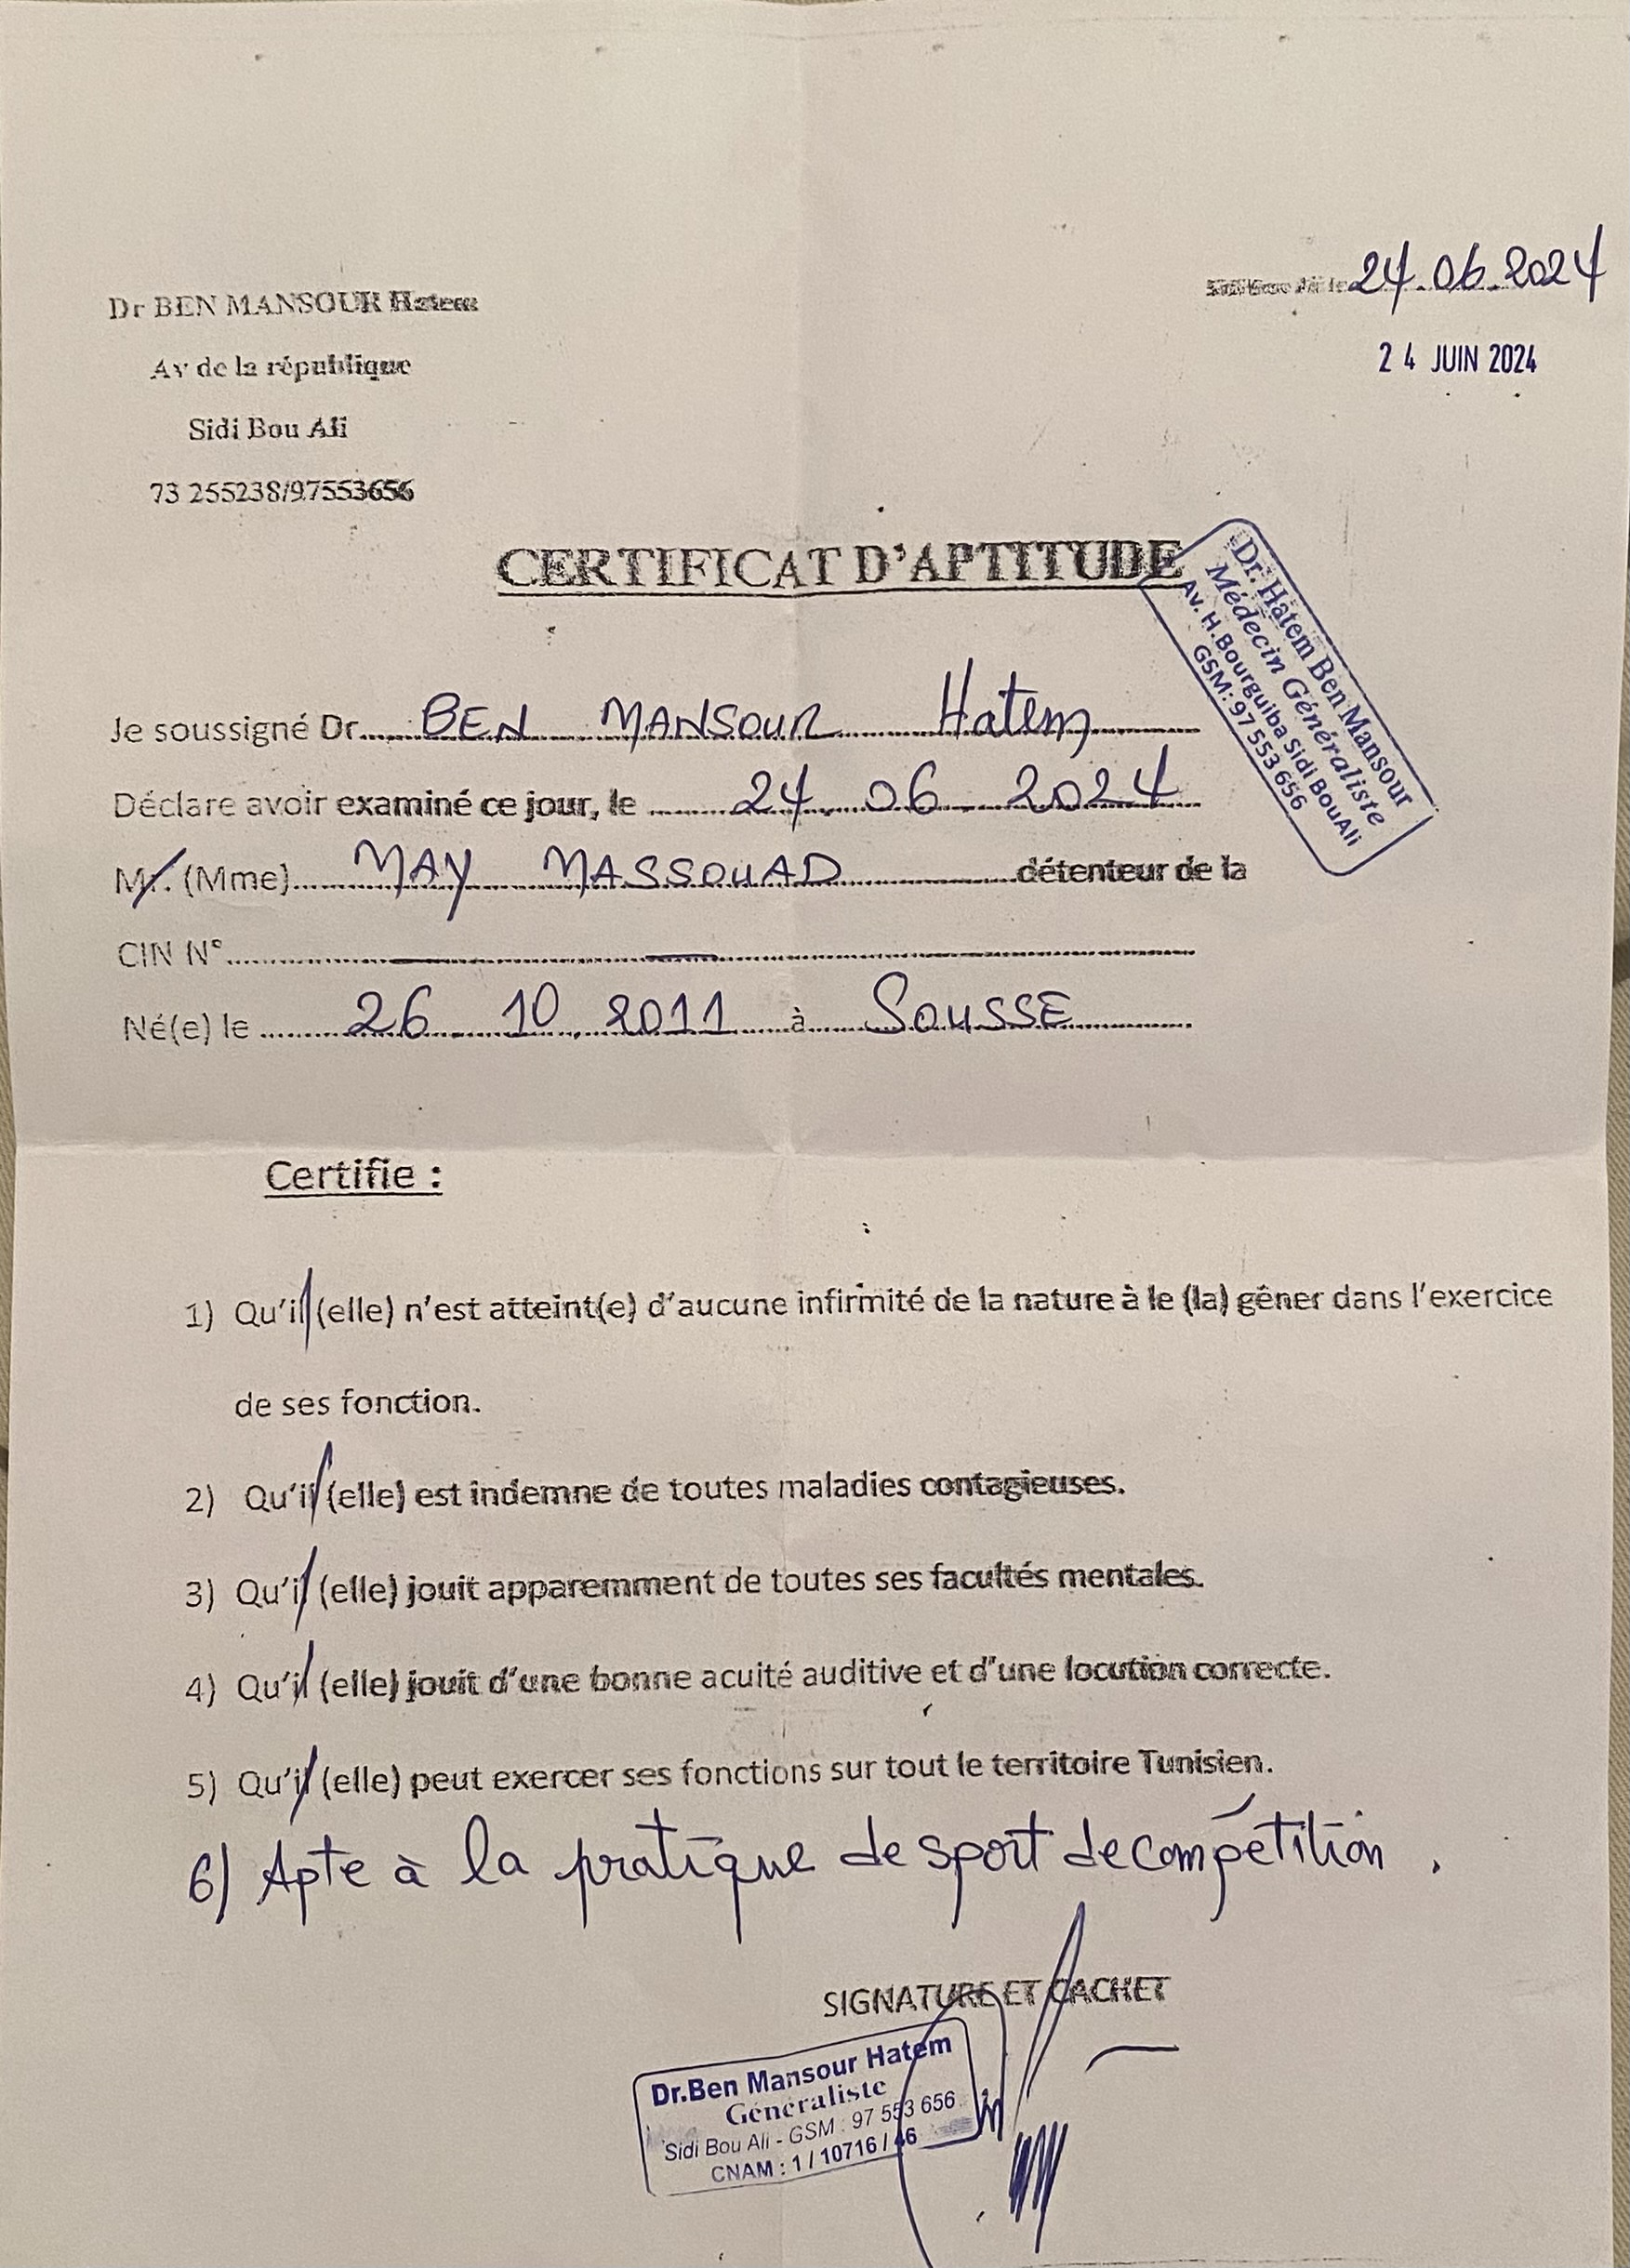 Dr BEN MANSOUR Hatem
Av de la république
Sidi Bou Ali
73 255238/97553656
Sidi Bou Ali le 24.06.2024
24 JUIN 2024
CERTIFICAT D'APTITUDE
Dr. Hatem Ben Mansour
Médecin Généraliste
Av. H.Bourguiba Sidi BouAli
GSM: 97 553 656
Je soussigné Dr BEN MANSOUR Hatem
Déclare avoir examiné ce jour, le 24.06.2024
Mr. (Mme) MAY MASSOUAD détenteur de la
CIN N°
Né(e) le 26.10.2011 à SOUSSE
Certifie :
1) Qu'il (elle) n'est atteint(e) d'aucune infirmité de la nature à le (la) gêner dans l'exercice
de ses fonction.
2) Qu'il (elle) est indemne de toutes maladies contagieuses.
3) Qu'il (elle) jouit apparemment de toutes ses facultés mentales.
4) Qu'il (elle) jouit d'une bonne acuité auditive et d'une locution correcte.
5) Qu'il (elle) peut exercer ses fonctions sur tout le territoire Tunisien.
6) Apte à la pratique de sport de compétition.
SIGNATURE ET CACHET
Dr.Ben Mansour Hatem
Généraliste
Sidi Bou Ali - GSM : 97 553 656
CNAM : 1 / 10716 / 46